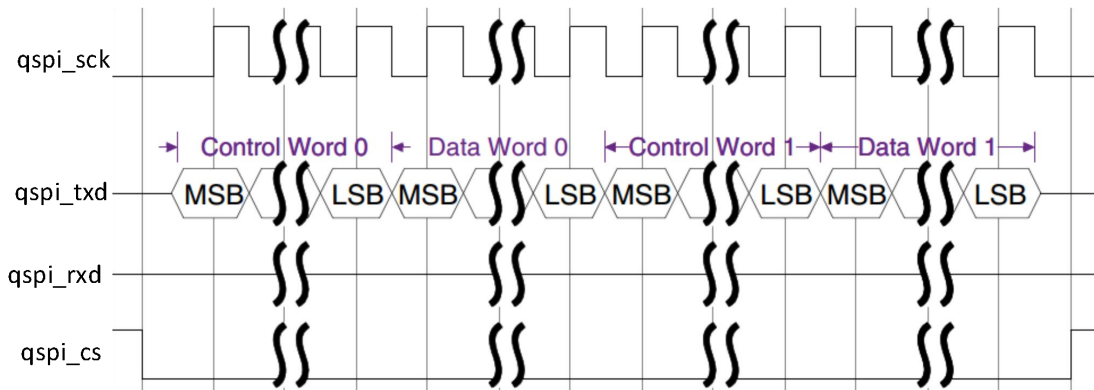 qspi_sck
Control Word 0 Data Word 0 Control Word 1 Data Word 1
qspi_txd MSB LSB MSB LSB MSB LSB MSB LSB
qspi_rxd
qspi_cs